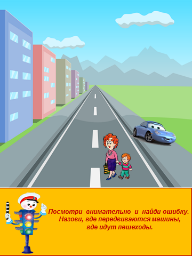 Посмотри внимательно и найди ошибку.
Назови, где передвигаются машины,
где идут пешеходы.